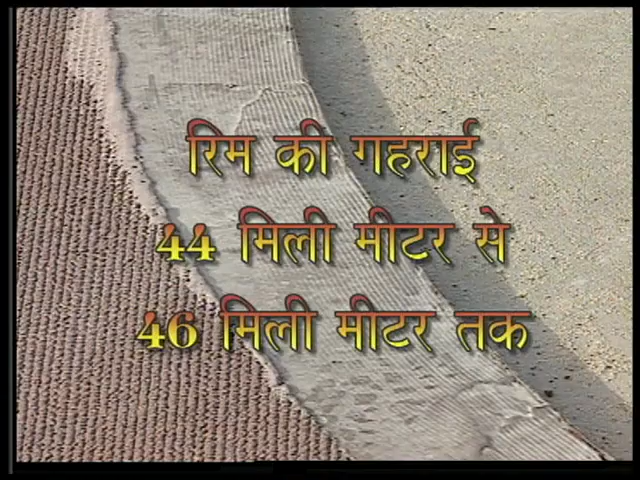 रिम की गहराई
44 मिली मीटर से
46 मिली मीटर तक